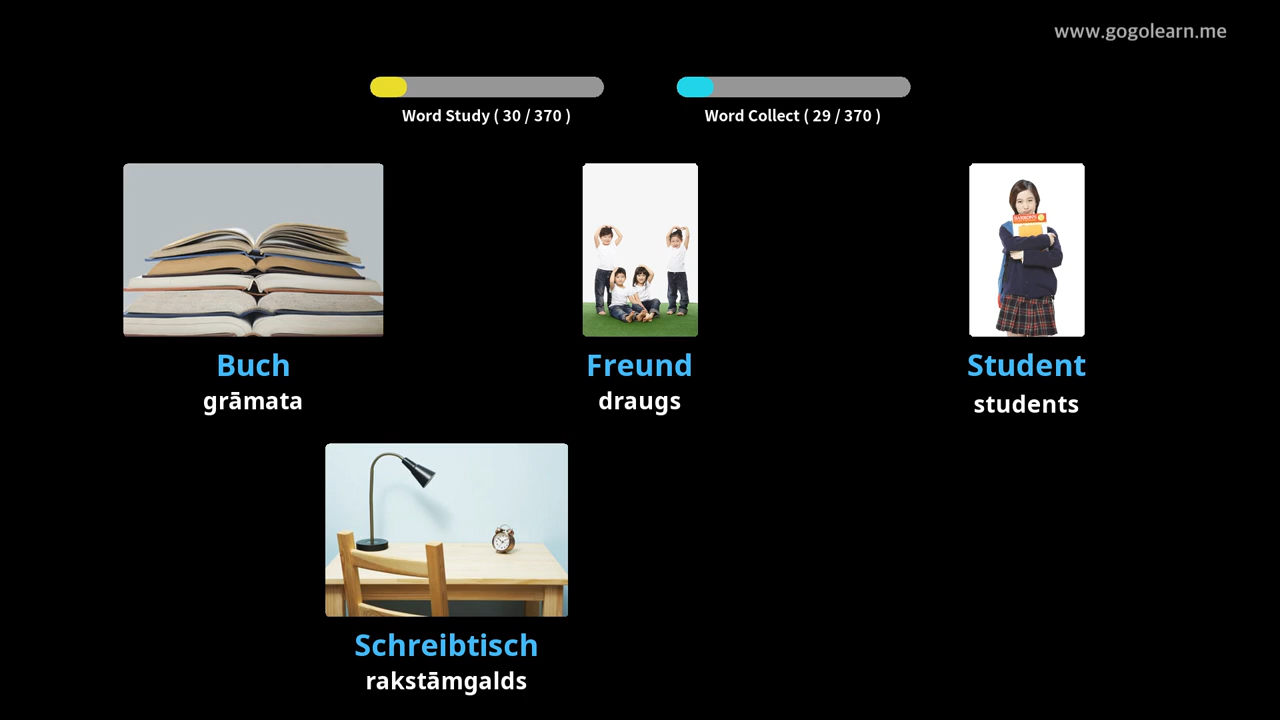 www.gogolearn.me
Word Study ( 30 / 370 )
Word Collect ( 29 / 370 )
Buch
grāmata
Freund
draugs
Student
students
Schreibtisch
rakstāmgalds